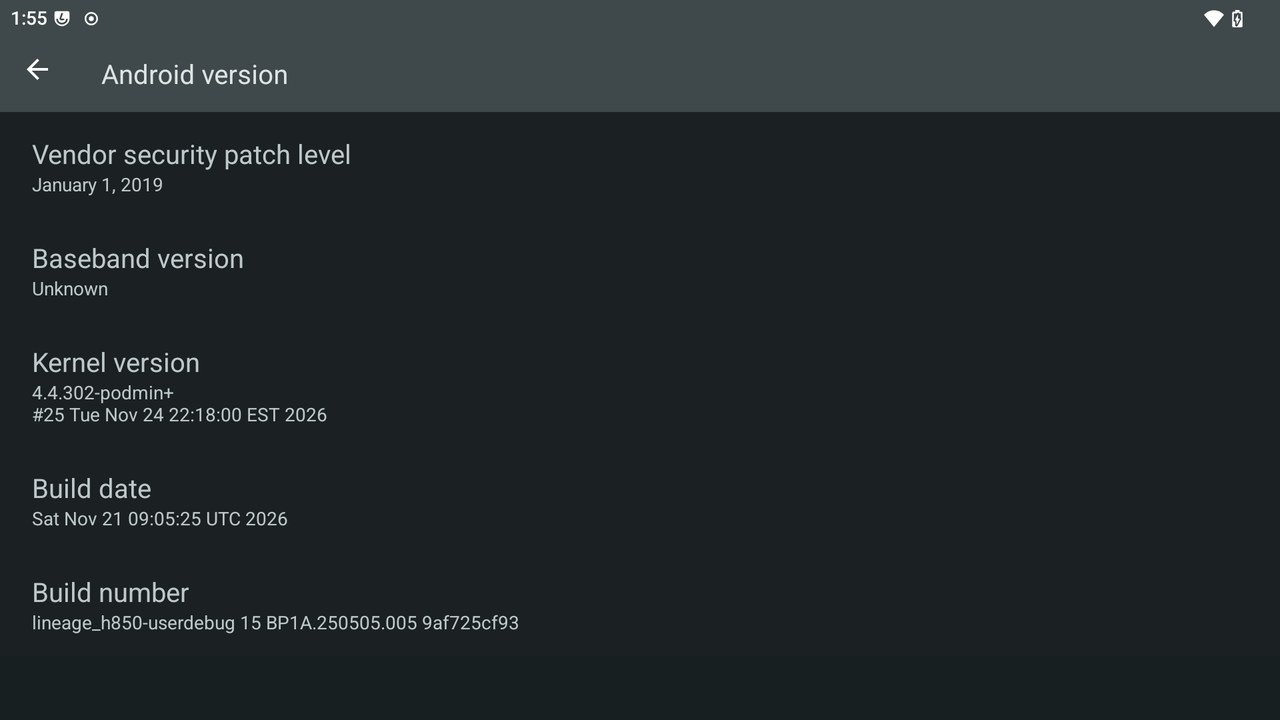 1:55
Android version
Vendor security patch level
January 1, 2019
Baseband version
Unknown
Kernel version
4.4.302-podmin+
#25 Tue Nov 24 22:18:00 EST 2026
Build date
Sat Nov 21 09:05:25 UTC 2026
Build number
lineage_h850-userdebug 15 BP1A.250505.005 9af725cf93